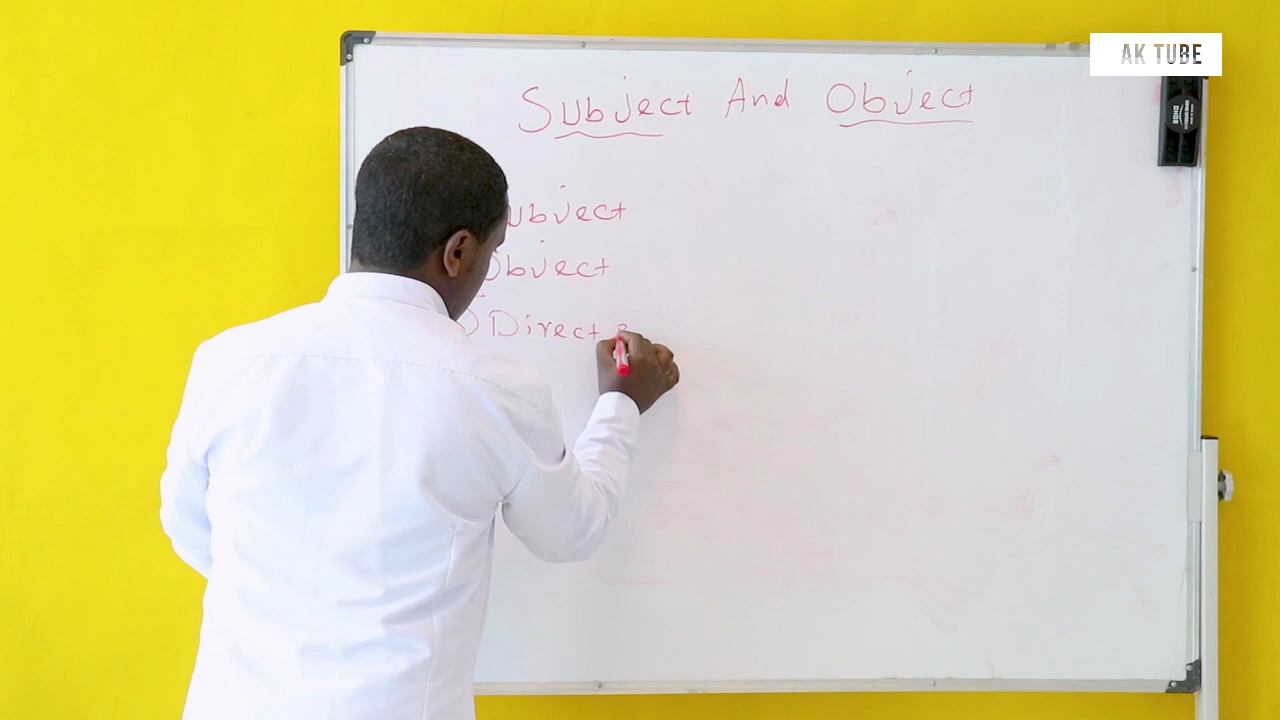 AK TUBE
Subject And Object
ubject
Object
Direct